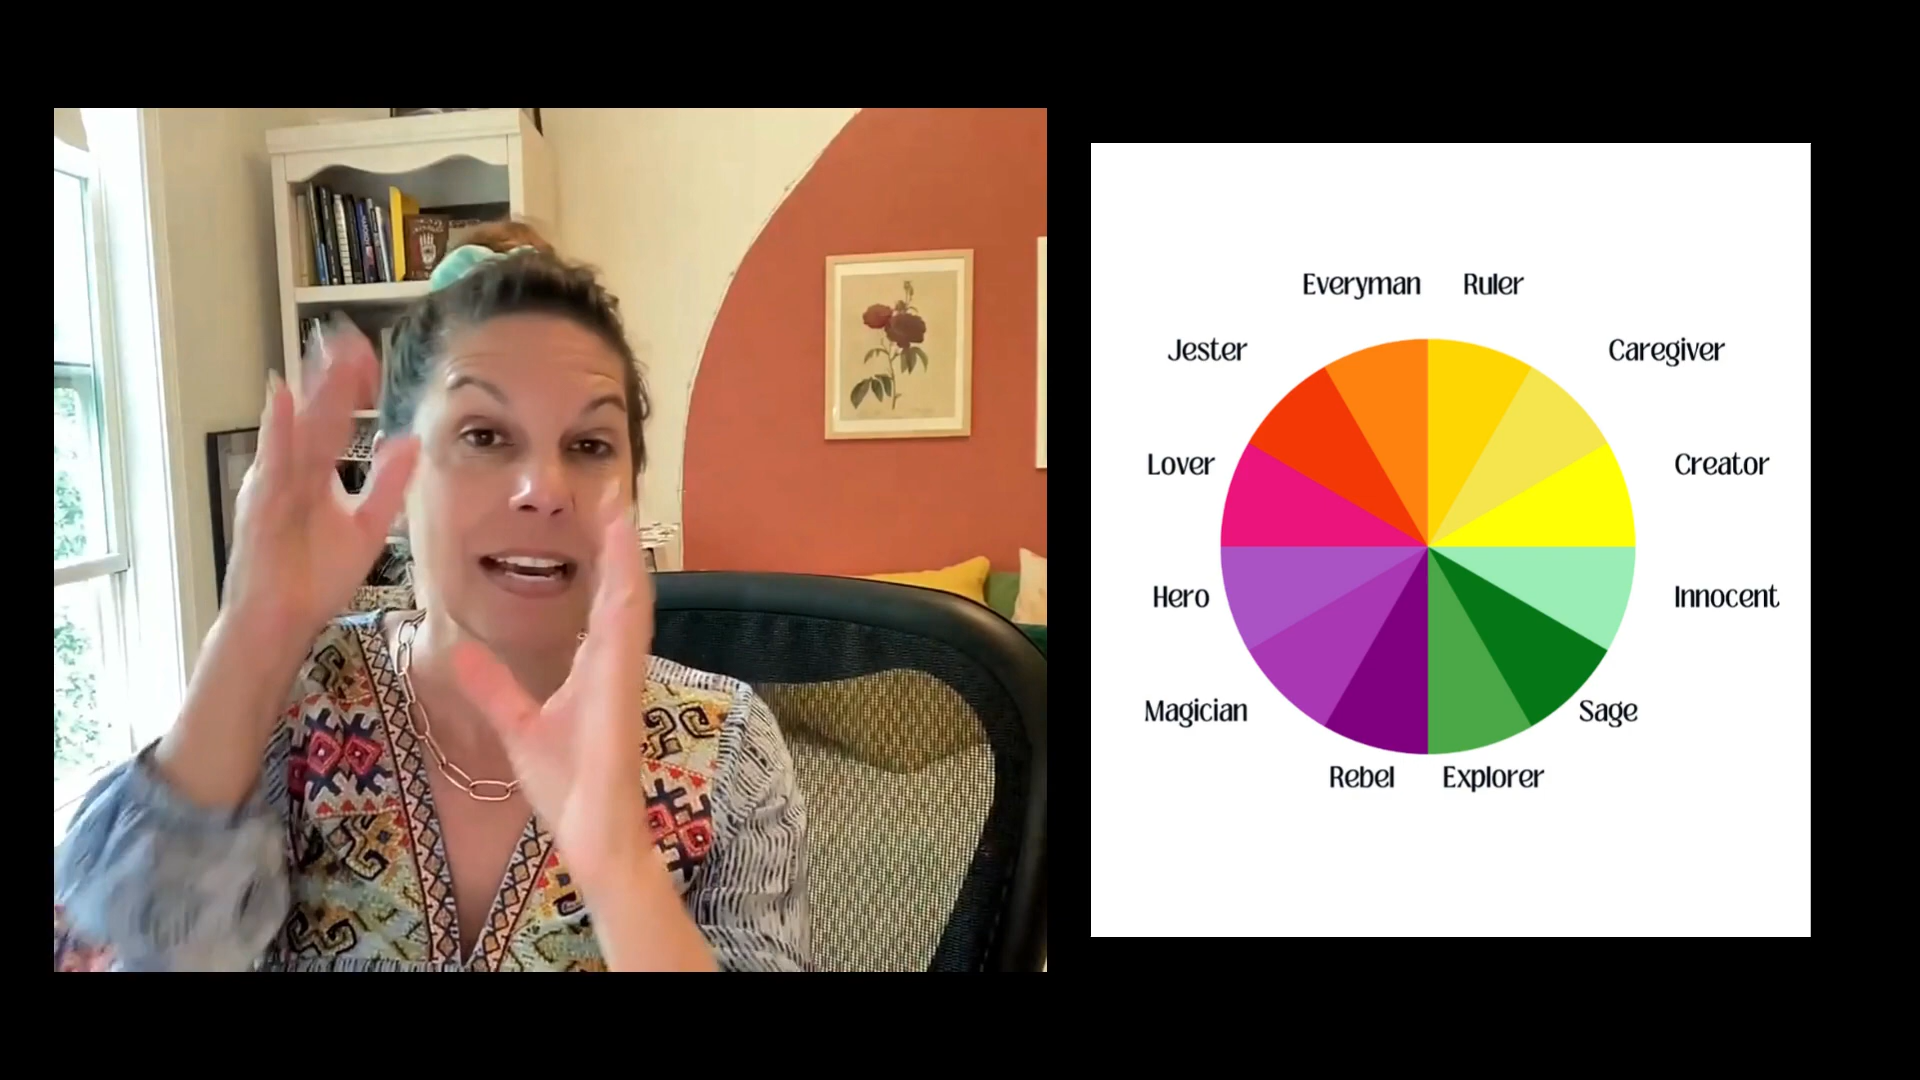 Everyman Ruler
Jester Caregiver
Lover Creator
Hero Innocent
Magician Sage
Rebel Explorer